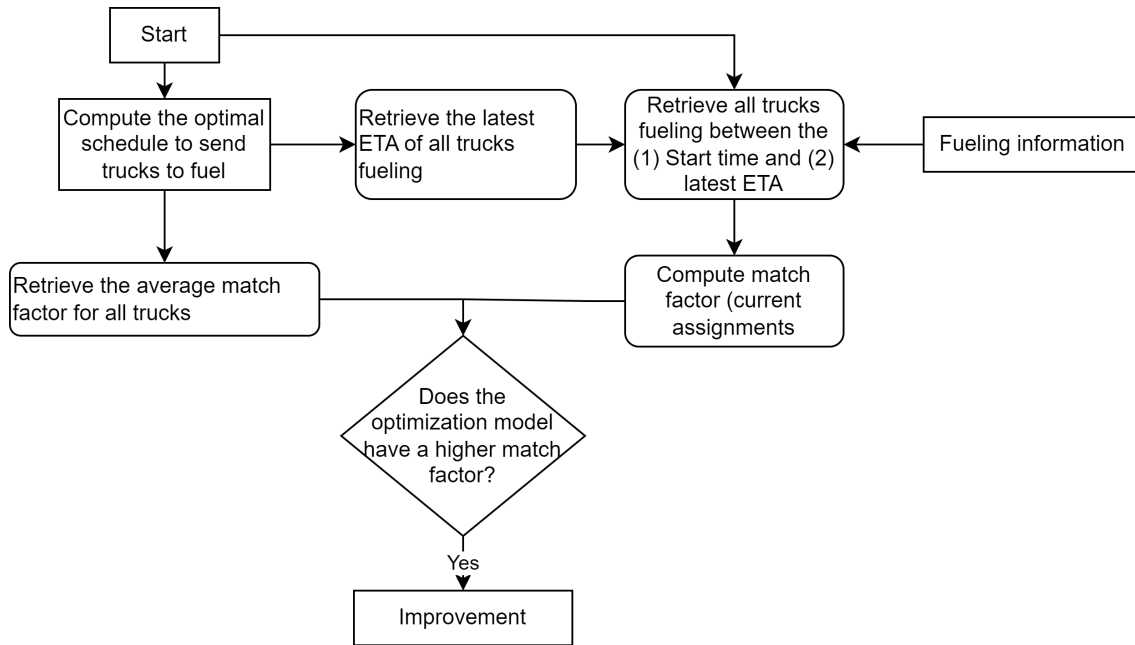 Start
Compute the optimal
schedule to send
trucks to fuel
Retrieve the latest
ETA of all trucks
fueling
Retrieve all trucks
fueling between the
(1) Start time and (2)
latest ETA
Fueling information
Retrieve the average match
factor for all trucks
Compute match
factor (current
assignments
Does the
optimization model
have a higher match
factor?
Yes
Improvement